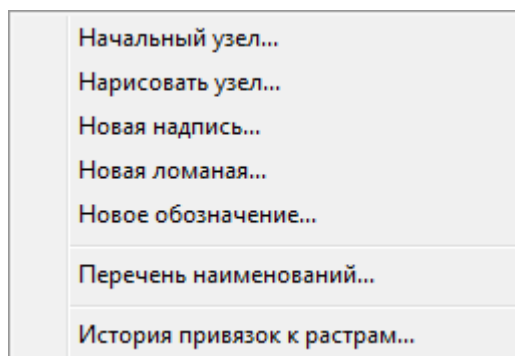 Начальный узел...
Нарисовать узел...
Новая надпись...
Новая ломаная...
Новое обозначение...
Перечень наименований...
История привязок к растрам...